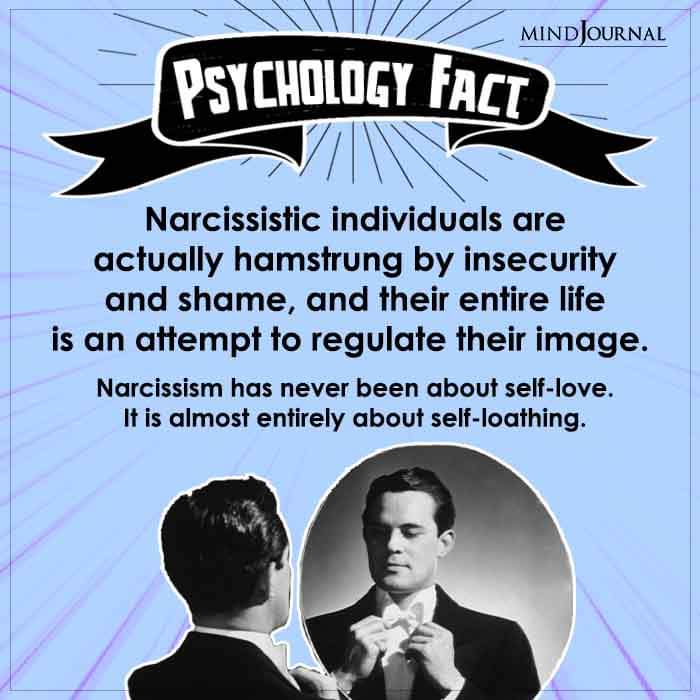 MINDJOURNAL
PSYCHOLOGY FACT
Narcissistic individuals are
actually hamstrung by insecurity
and shame, and their entire life
is an attempt to regulate their image.
Narcissism has never been about self-love.
It is almost entirely about self-loathing.